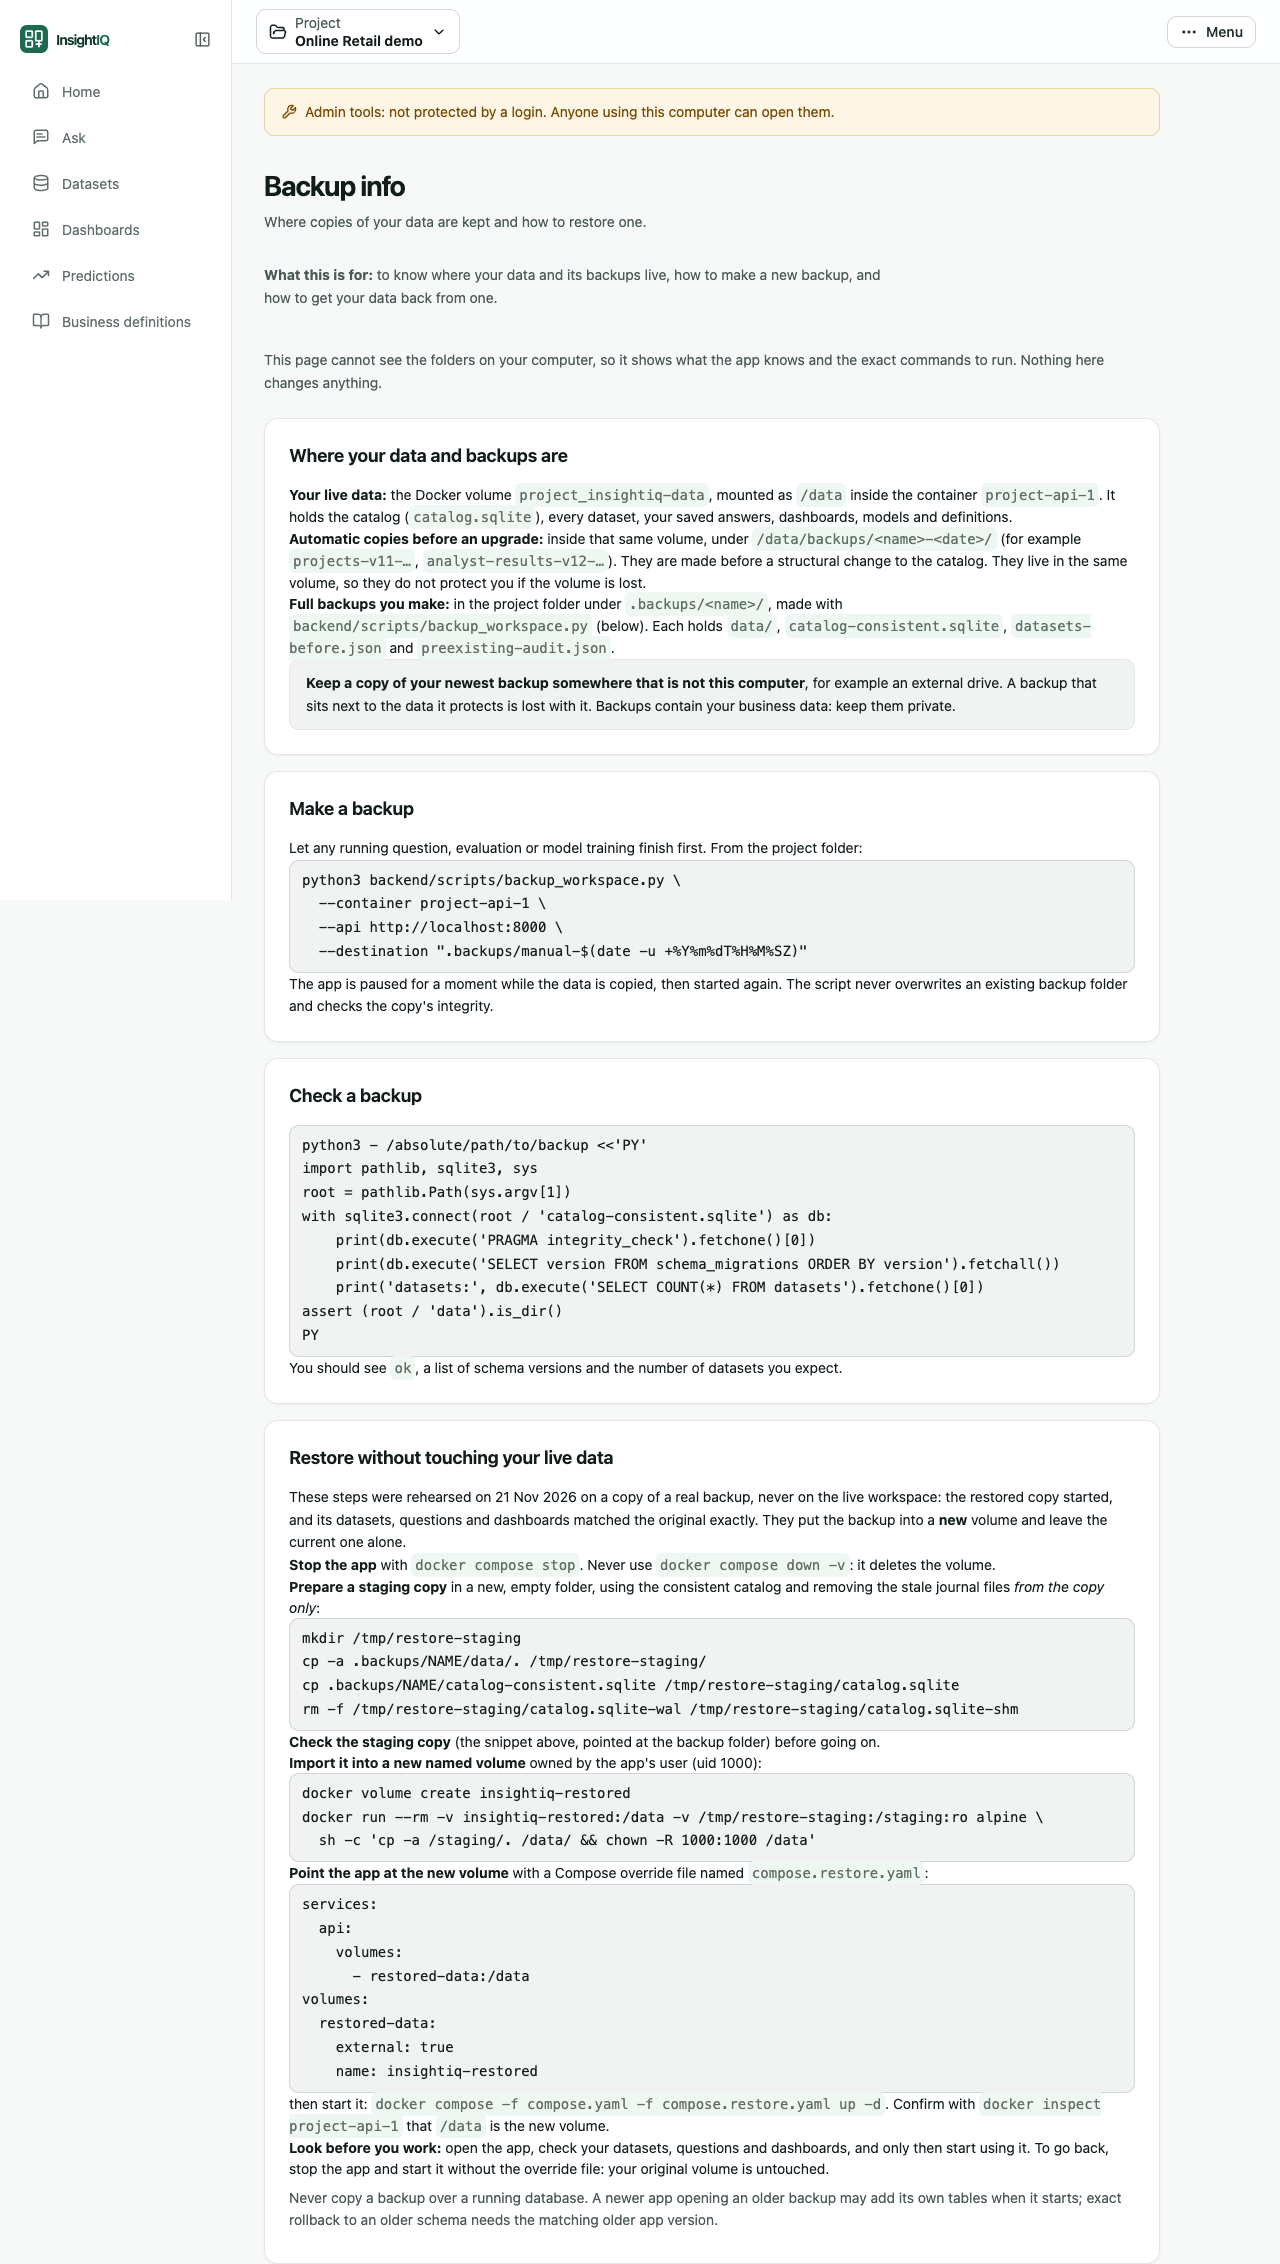 InsightIQ
Home
Ask
Datasets
Dashboards
Predictions
Business definitions
Project
Online Retail demo
Menu
Admin tools: not protected by a login. Anyone using this computer can open them.
Backup info
Where copies of your data are kept and how to restore one.
What this is for: to know where your data and its backups live, how to make a new backup, and
how to get your data back from one.
This page cannot see the folders on your computer, so it shows what the app knows and the exact commands to run. Nothing here
changes anything.
Where your data and backups are
Your live data: the Docker volume project_insightiq-data, mounted as /data inside the container project-api-1. It
holds the catalog (catalog.sqlite), every dataset, your saved answers, dashboards, models and definitions.
Automatic copies before an upgrade: inside that same volume, under /data/backups/<name>-<date>/ (for example
projects-v11-…, analyst-results-v12-…). They are made before a structural change to the catalog. They live in the same
volume, so they do not protect you if the volume is lost.
Full backups you make: in the project folder under .backups/<name>/, made with
backend/scripts/backup_workspace.py (below). Each holds data/, catalog-consistent.sqlite, datasets-
before.json and preexisting-audit.json.
Keep a copy of your newest backup somewhere that is not this computer, for example an external drive. A backup that
sits next to the data it protects is lost with it. Backups contain your business data: keep them private.
Make a backup
Let any running question, evaluation or model training finish first. From the project folder:
python3 backend/scripts/backup_workspace.py \
  --container project-api-1 \
  --api http://localhost:8000 \
  --destination ".backups/manual-$(date -u +%Y%m%dT%H%M%SZ)"
The app is paused for a moment while the data is copied, then started again. The script never overwrites an existing backup folder
and checks the copy's integrity.
Check a backup
python3 - /absolute/path/to/backup <<'PY'
import pathlib, sqlite3, sys
root = pathlib.Path(sys.argv[1])
with sqlite3.connect(root / 'catalog-consistent.sqlite') as db:
    print(db.execute('PRAGMA integrity_check').fetchone()[0])
    print(db.execute('SELECT version FROM schema_migrations ORDER BY version').fetchall())
    print('datasets:', db.execute('SELECT COUNT(*) FROM datasets').fetchone()[0])
assert (root / 'data').is_dir()
PY
You should see ok, a list of schema versions and the number of datasets you expect.
Restore without touching your live data
These steps were rehearsed on 21 Nov 2026 on a copy of a real backup, never on the live workspace: the restored copy started,
and its datasets, questions and dashboards matched the original exactly. They put the backup into a new volume and leave the
current one alone.
Stop the app with docker compose stop. Never use docker compose down -v: it deletes the volume.
Prepare a staging copy in a new, empty folder, using the consistent catalog and removing the stale journal files from the copy
only:
mkdir /tmp/restore-staging
cp -a .backups/NAME/data/. /tmp/restore-staging/
cp .backups/NAME/catalog-consistent.sqlite /tmp/restore-staging/catalog.sqlite
rm -f /tmp/restore-staging/catalog.sqlite-wal /tmp/restore-staging/catalog.sqlite-shm
Check the staging copy (the snippet above, pointed at the backup folder) before going on.
Import it into a new named volume owned by the app's user (uid 1000):
docker volume create insightiq-restored
docker run --rm -v insightiq-restored:/data -v /tmp/restore-staging:/staging:ro alpine \
  sh -c 'cp -a /staging/. /data/ && chown -R 1000:1000 /data'
Point the app at the new volume with a Compose override file named compose.restore.yaml:
services:
  api:
    volumes:
      - restored-data:/data
volumes:
  restored-data:
    external: true
    name: insightiq-restored
then start it: docker compose -f compose.yaml -f compose.restore.yaml up -d. Confirm with docker inspect
project-api-1 that /data is the new volume.
Look before you work: open the app, check your datasets, questions and dashboards, and only then start using it. To go back,
stop the app and start it without the override file: your original volume is untouched.
Never copy a backup over a running database. A newer app opening an older backup may add its own tables when it starts; exact
rollback to an older schema needs the matching older app version.